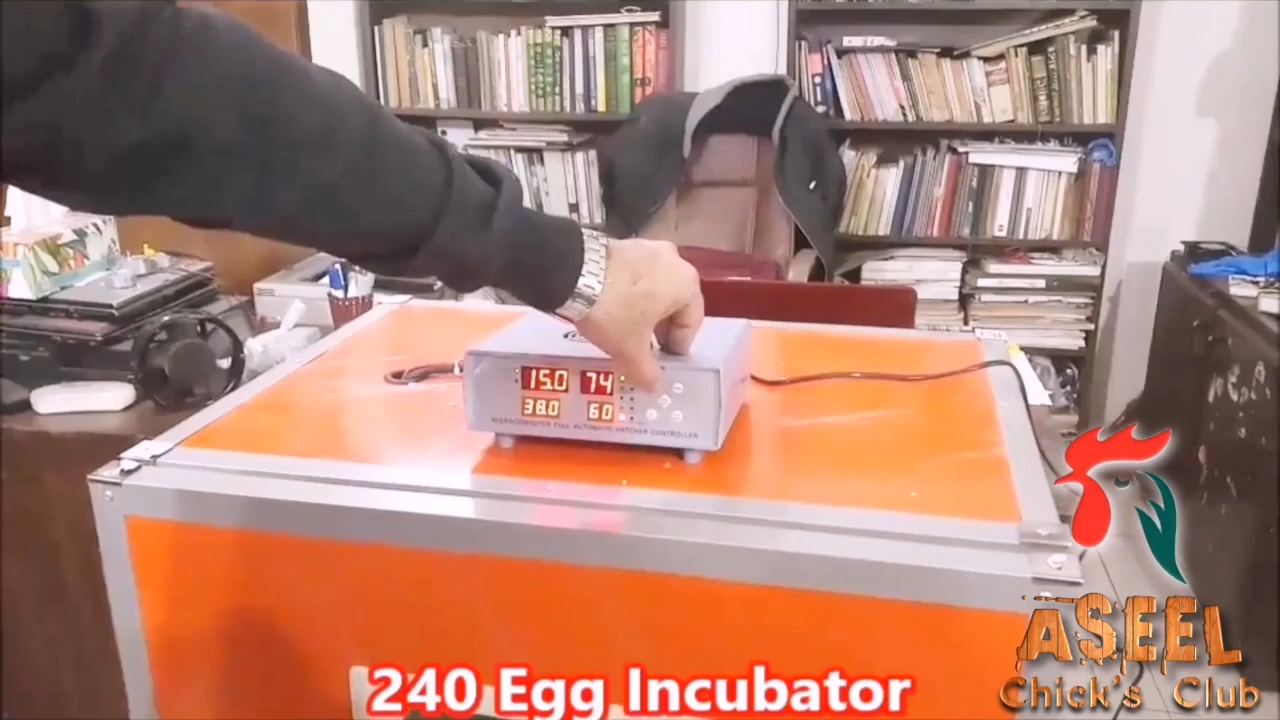 15.0 74
38.0 60
MICROCOMPUTER FULL AUTOMATIC HATCHER CONTROLLER
240 Egg Incubator
ASEEL
Chick's Club